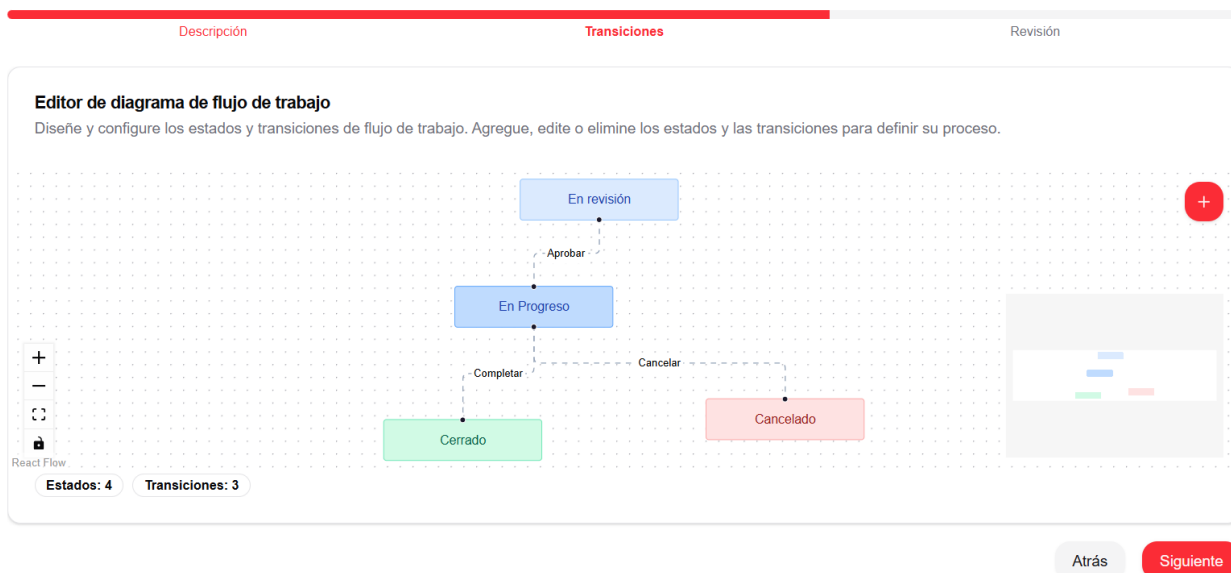 Descripción
Transiciones
Revisión
Editor de diagrama de flujo de trabajo
Diseñe y configure los estados y transiciones de flujo de trabajo. Agregue, edite o elimine los estados y las transiciones para definir su proceso.
En revisión
Aprobar
En Progreso
Cancelar
Completar
Cancelado
Cerrado
React Flow
Estados: 4
Transiciones: 3
Atrás
Siguiente